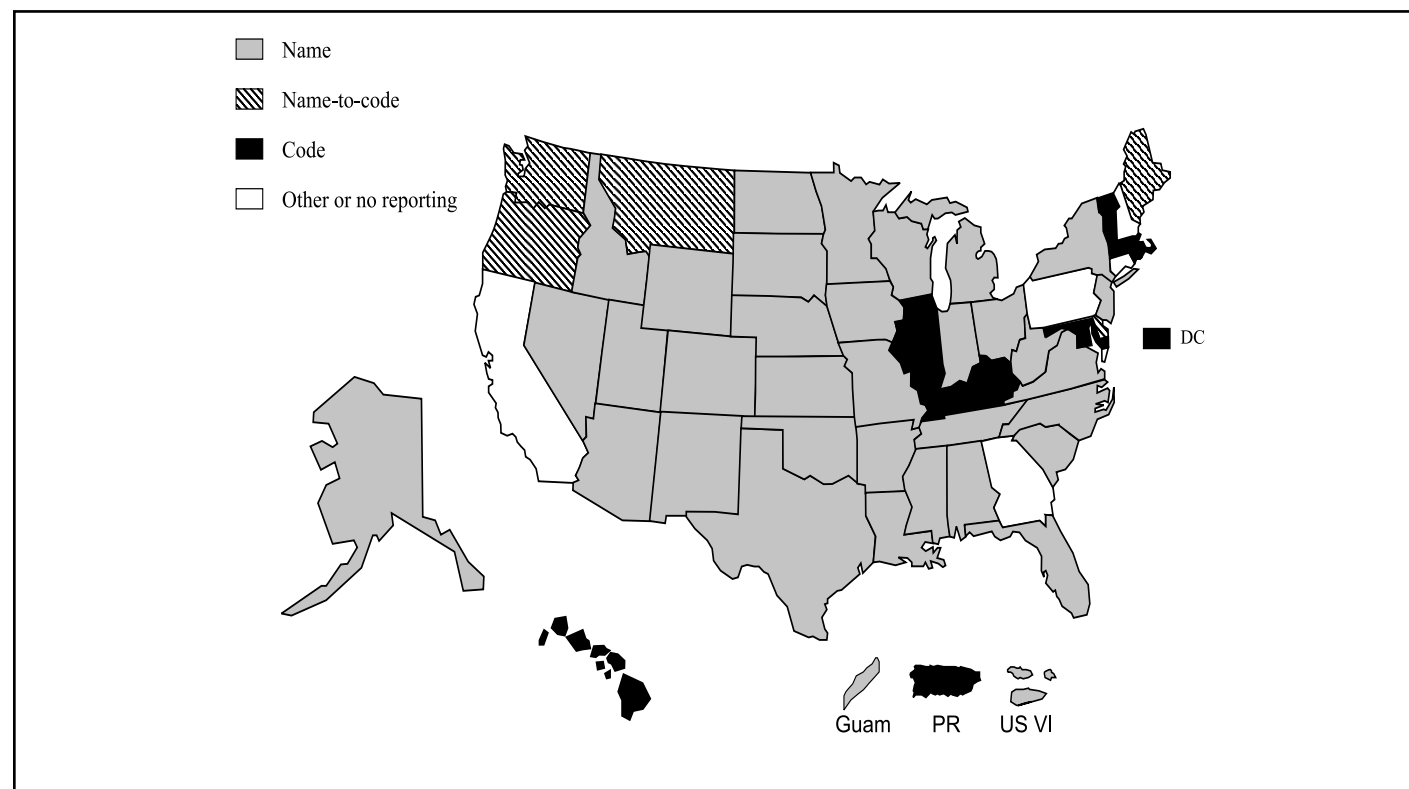 Name
Name-to-code
Code
Other or no reporting
DC
Guam
PR
US VI